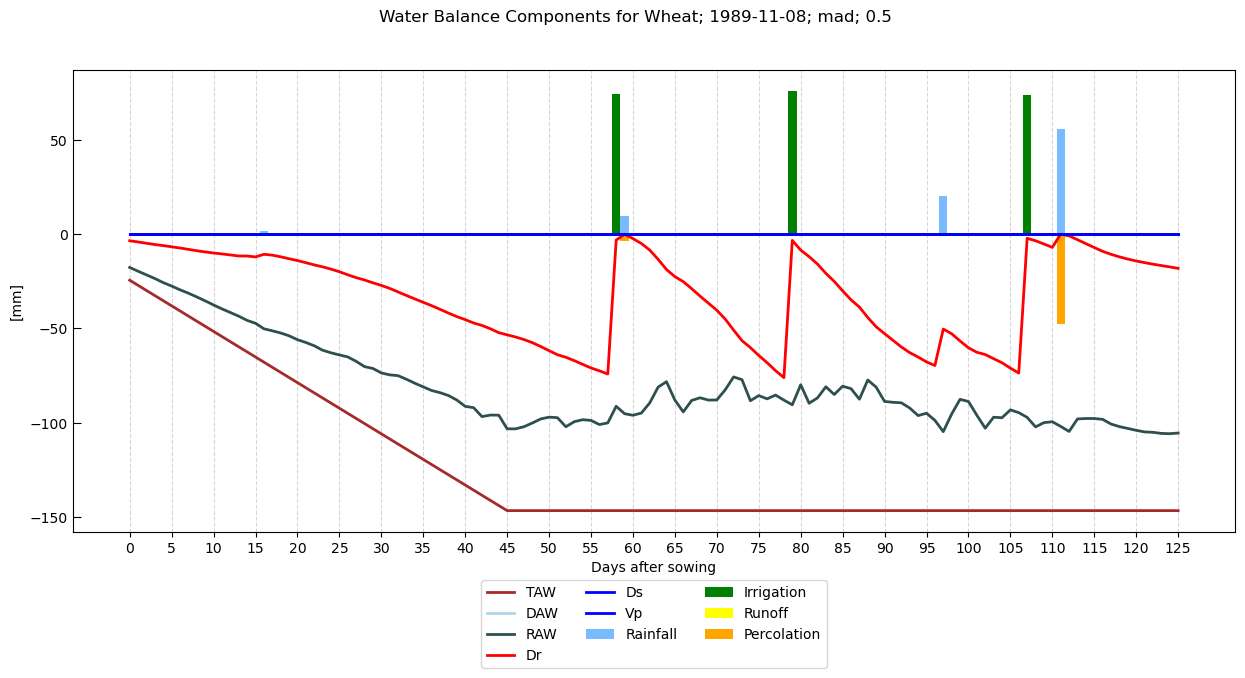 Water Balance Components for Wheat; 1989-11-08; mad; 0.5
50
0
−50
−100
−150
[mm]
0 5 10 15 20 25 30 35 40 45 50 55 60 65 70 75 80 85 90 95 100 105 110 115 120 125
Days after sowing
TAW Ds Irrigation
DAW Vp Runoff
RAW Rainfall Percolation
Dr